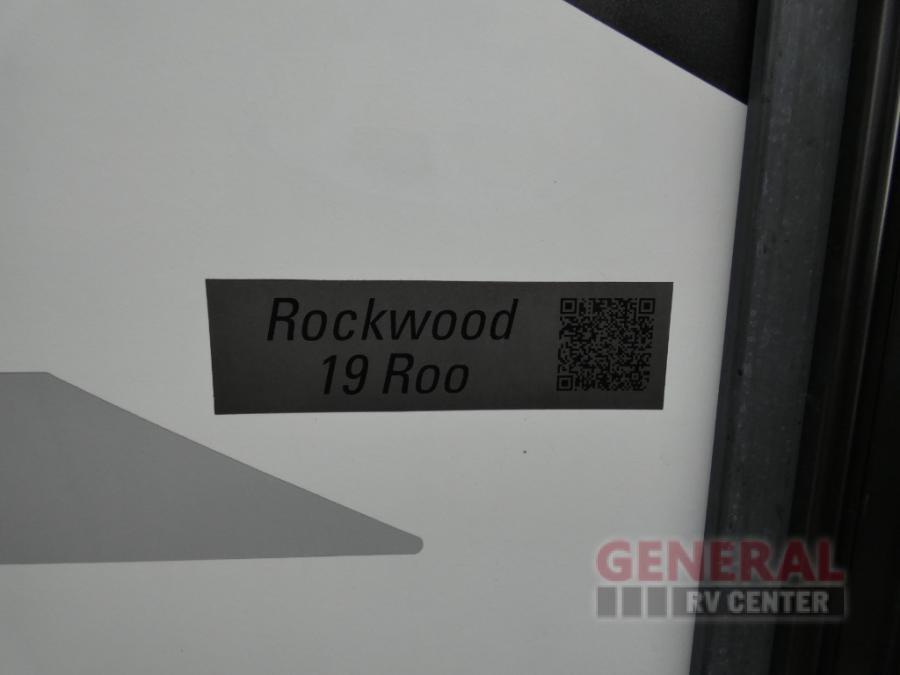 Rockwood
19 Roo
GENERAL
RV CENTER